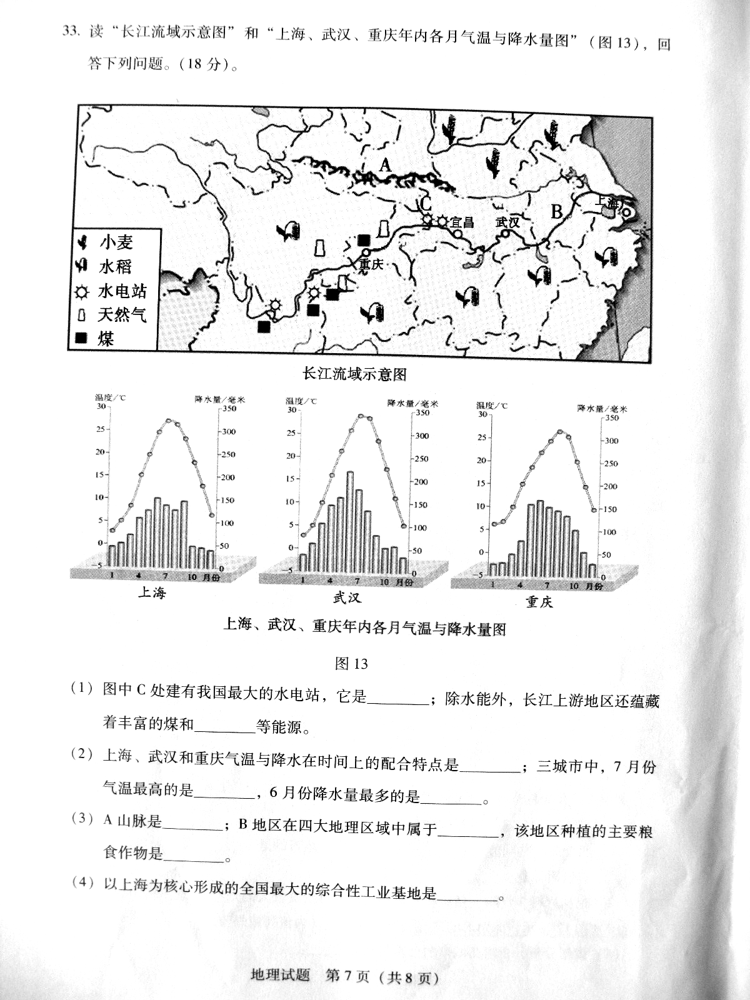 33. 读“长江流域示意图”和“上海、武汉、重庆年内各月气温与降水量图”(图13)，回
答下列问题。(18分)。
A
C
B
上海
宜昌
武汉
重庆
小麦
水稻
水电站
天然气
煤
长江流域示意图
温度/℃ 降水量/毫米
30 350
25 300
20 250
15 200
10 150
5 100
0 50
-5 0
1 4 7 10 月份
上海
温度/℃ 降水量/毫米
30 350
25 300
20 250
15 200
10 150
5 100
0 50
-5 0
1 4 7 10 月份
武汉
温度/℃ 降水量/毫米
30 350
25 300
20 250
15 200
10 150
5 100
0 50
-5 0
1 4 7 10 月份
重庆
上海、武汉、重庆年内各月气温与降水量图
图13
(1) 图中C处建有我国最大的水电站，它是________；除水能外，长江上游地区还蕴藏
着丰富的煤和________等能源。
(2) 上海、武汉和重庆气温与降水在时间上的配合特点是________；三城市中，7月份
气温最高的是________，6月份降水量最多的是________。
(3) A山脉是________；B地区在四大地理区域中属于________，该地区种植的主要粮
食作物是________。
(4) 以上海为核心形成的全国最大的综合性工业基地是________。
地理试题 第7页(共8页)